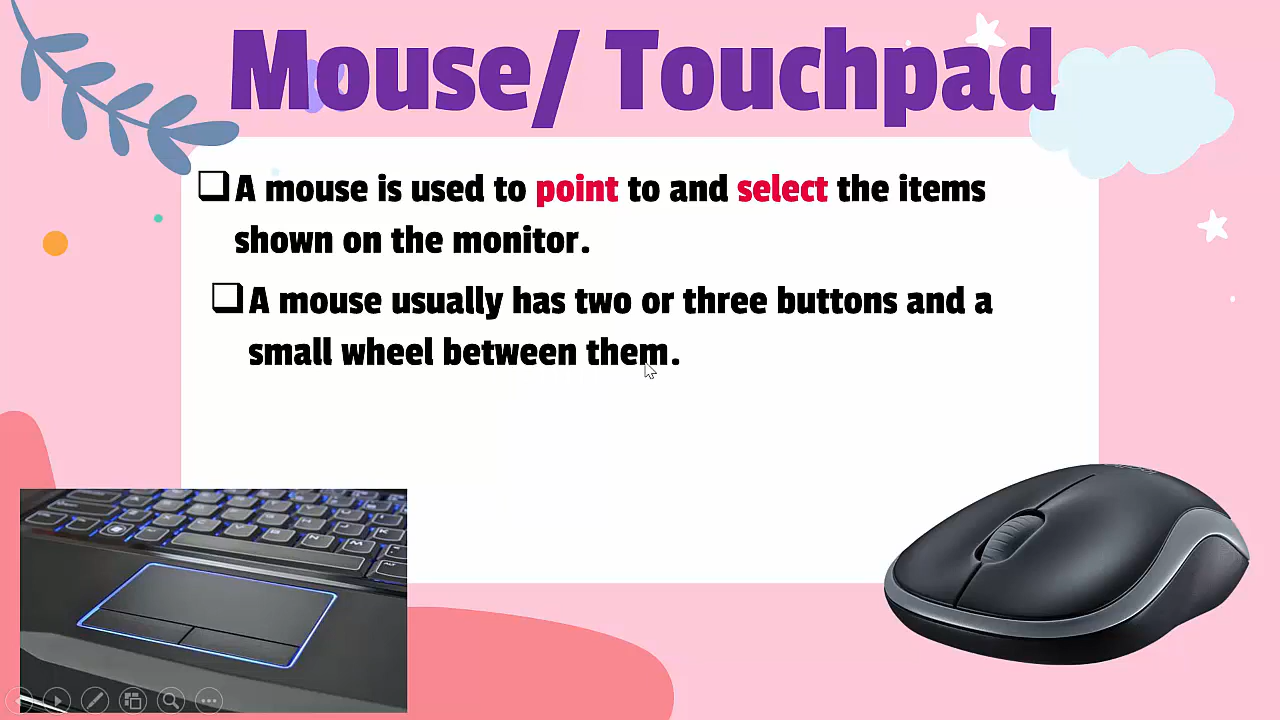 Mouse/ Touchpad
A mouse is used to point to and select the items
shown on the monitor.
A mouse usually has two or three buttons and a
small wheel between them.